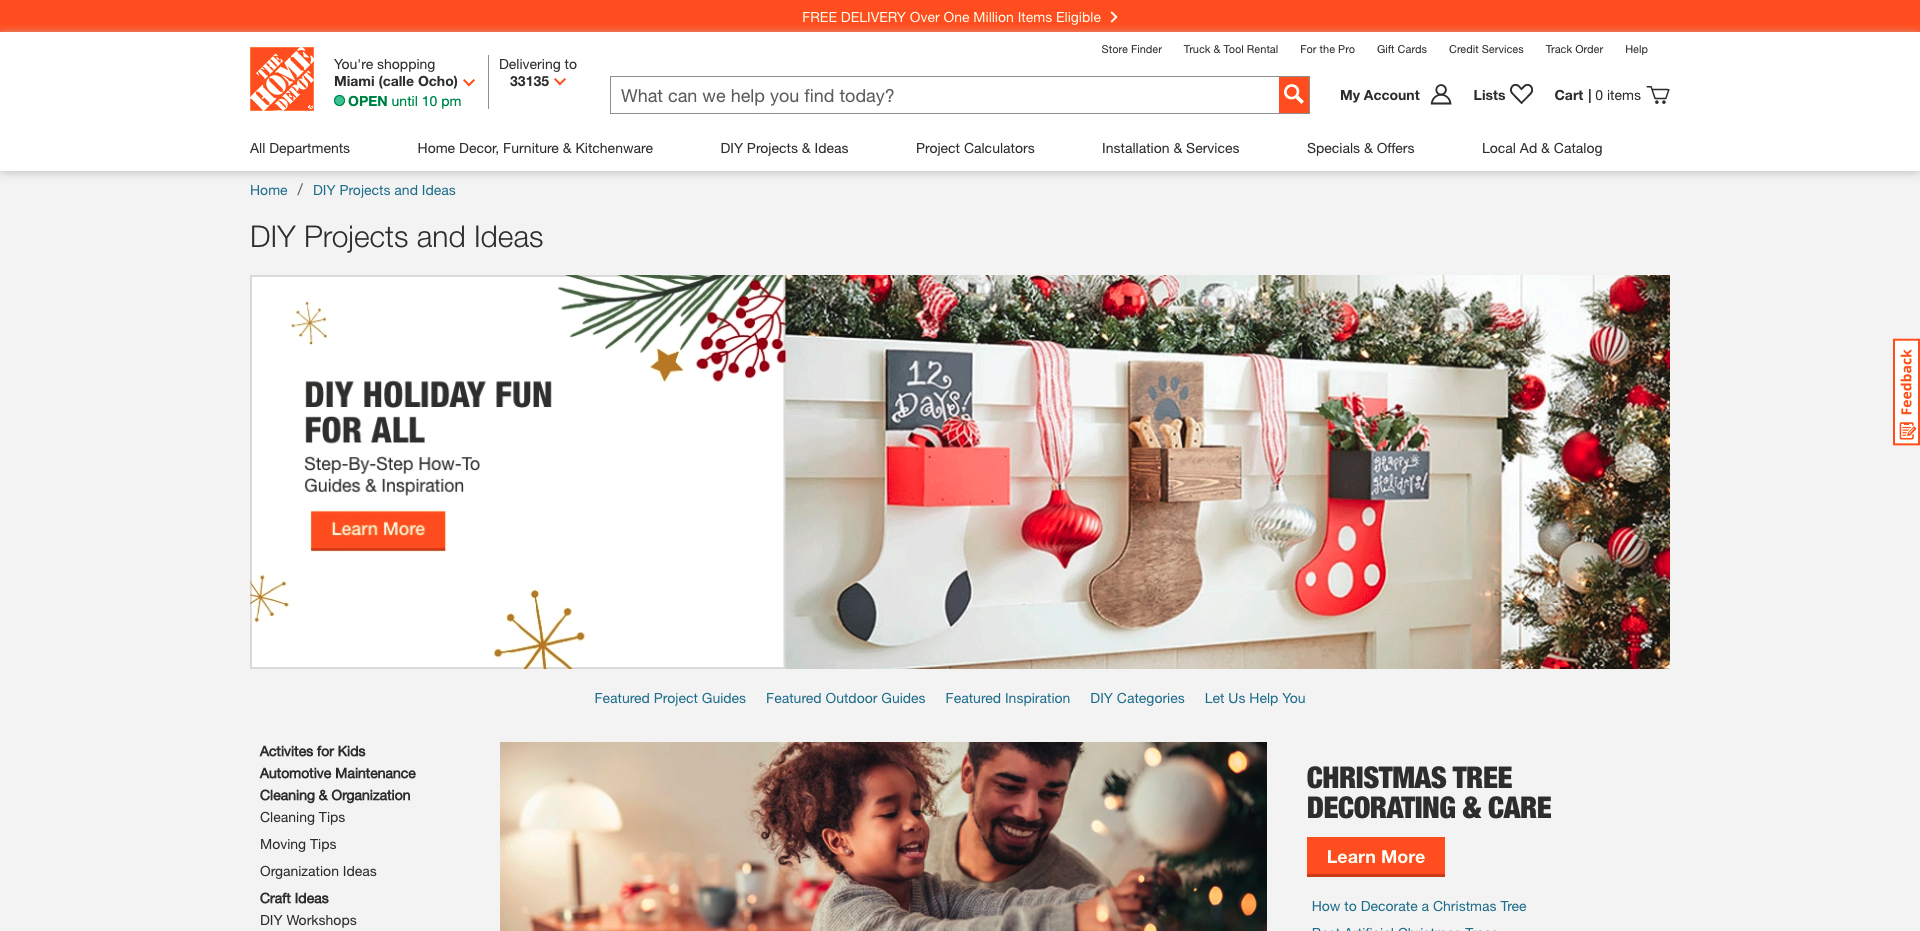 FREE DELIVERY Over One Million Items Eligible
THE HOME DEPOT
You're shopping
Miami (calle Ocho)
OPEN until 10 pm
Delivering to
33135
What can we help you find today?
Store Finder
Truck & Tool Rental
For the Pro
Gift Cards
Credit Services
Track Order
Help
My Account
Lists
Cart | 0 items
All Departments
Home Decor, Furniture & Kitchenware
DIY Projects & Ideas
Project Calculators
Installation & Services
Specials & Offers
Local Ad & Catalog
Home / DIY Projects and Ideas
DIY Projects and Ideas
DIY HOLIDAY FUN
FOR ALL
Step-By-Step How-To
Guides & Inspiration
Learn More
12
Days!
Happy
Holidays!
Feedback
Featured Project Guides
Featured Outdoor Guides
Featured Inspiration
DIY Categories
Let Us Help You
Activites for Kids
Automotive Maintenance
Cleaning & Organization
Cleaning Tips
Moving Tips
Organization Ideas
Craft Ideas
DIY Workshops
CHRISTMAS TREE
DECORATING & CARE
Learn More
How to Decorate a Christmas Tree